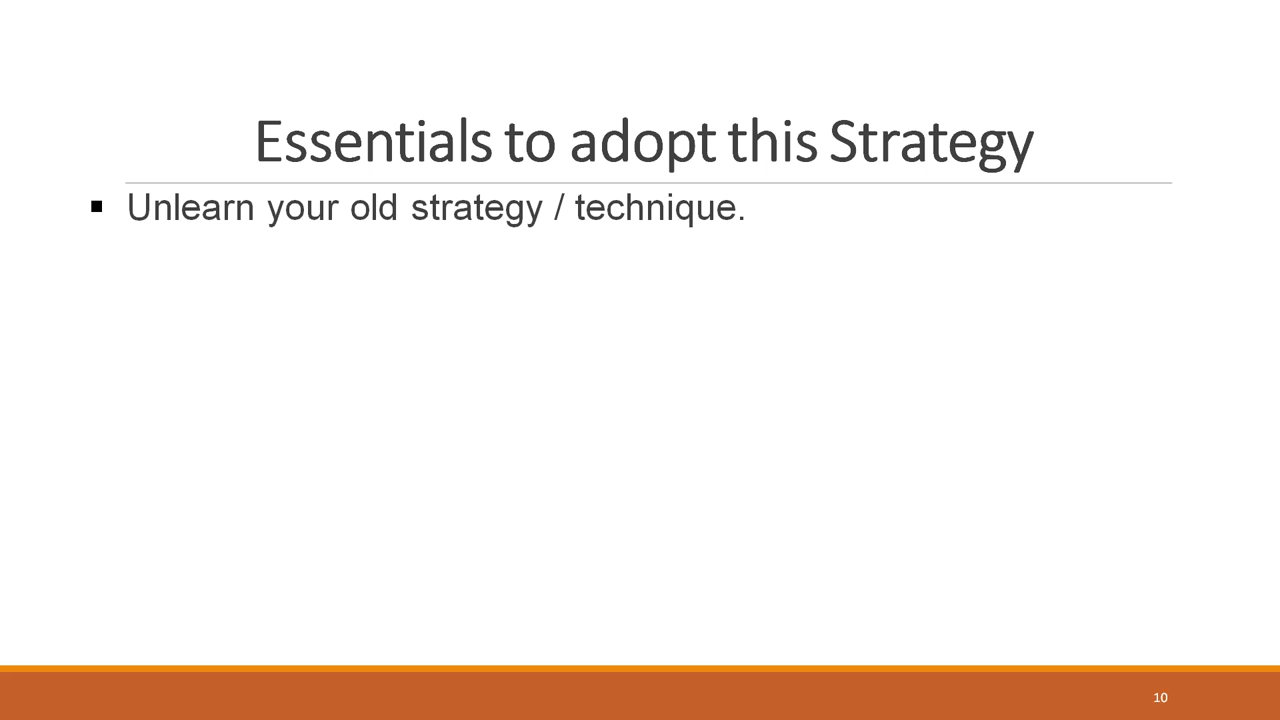 Essentials to adopt this Strategy
▪ Unlearn your old strategy / technique.
10